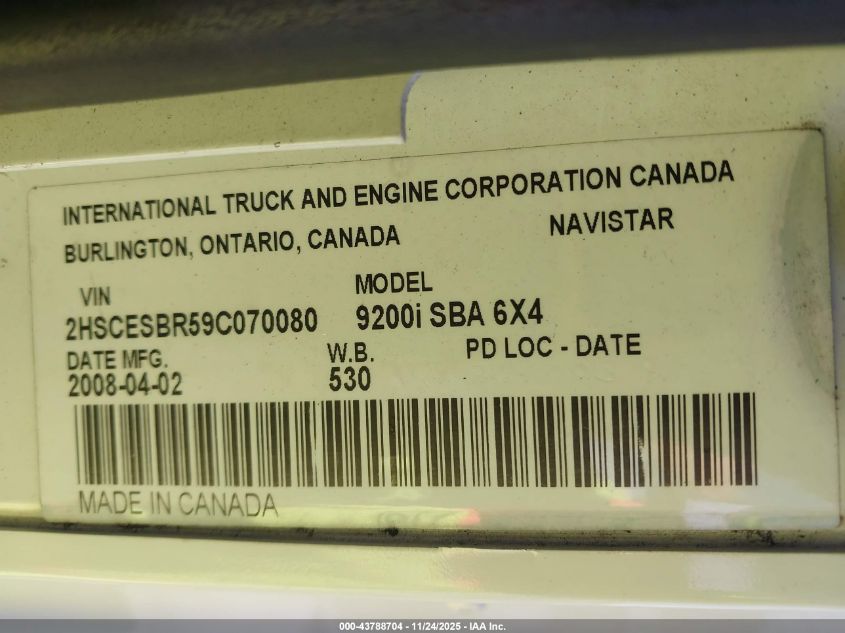 INTERNATIONAL TRUCK AND ENGINE CORPORATION CANADA
BURLINGTON, ONTARIO, CANADA NAVISTAR
VIN MODEL
2HSCESBR59C070080 9200i SBA 6X4
DATE MFG. W.B. PD LOC - DATE
2008-04-02 530
MADE IN CANADA
000-43788704 - 11/24/2025 - IAA Inc.